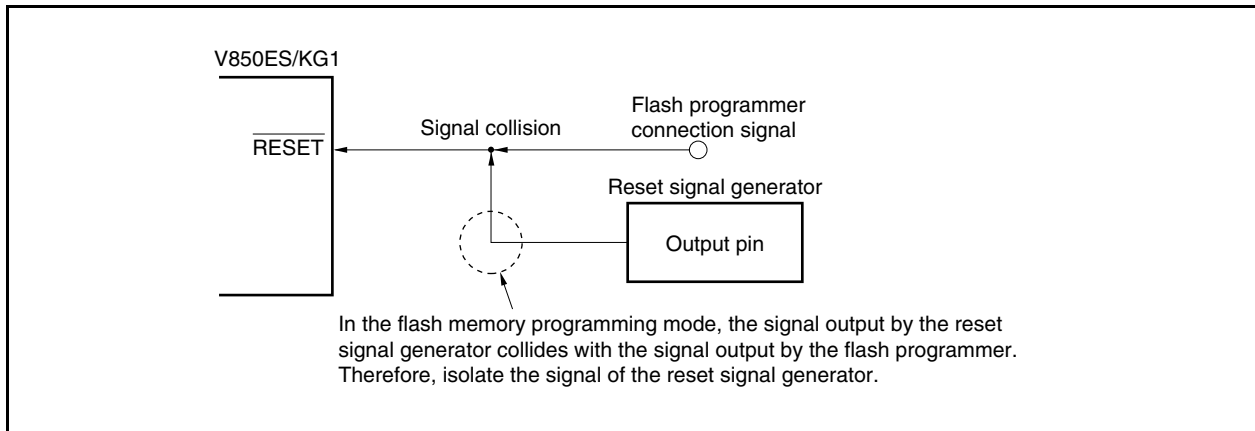 V850ES/KG1
RESET
Signal collision
Flash programmer
connection signal
Reset signal generator
Output pin
In the flash memory programming mode, the signal output by the reset
signal generator collides with the signal output by the flash programmer.
Therefore, isolate the signal of the reset signal generator.